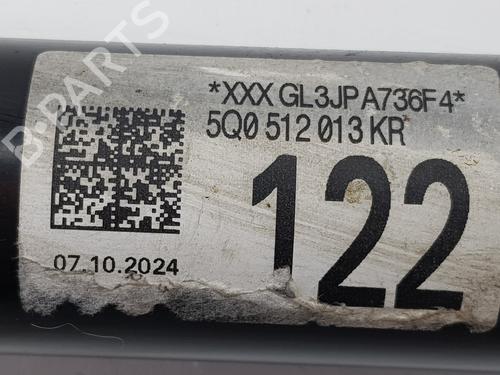 *XXX GL3JPA736F4*
5Q0 512 013 KR
122
07.10.2024
B-PARTS